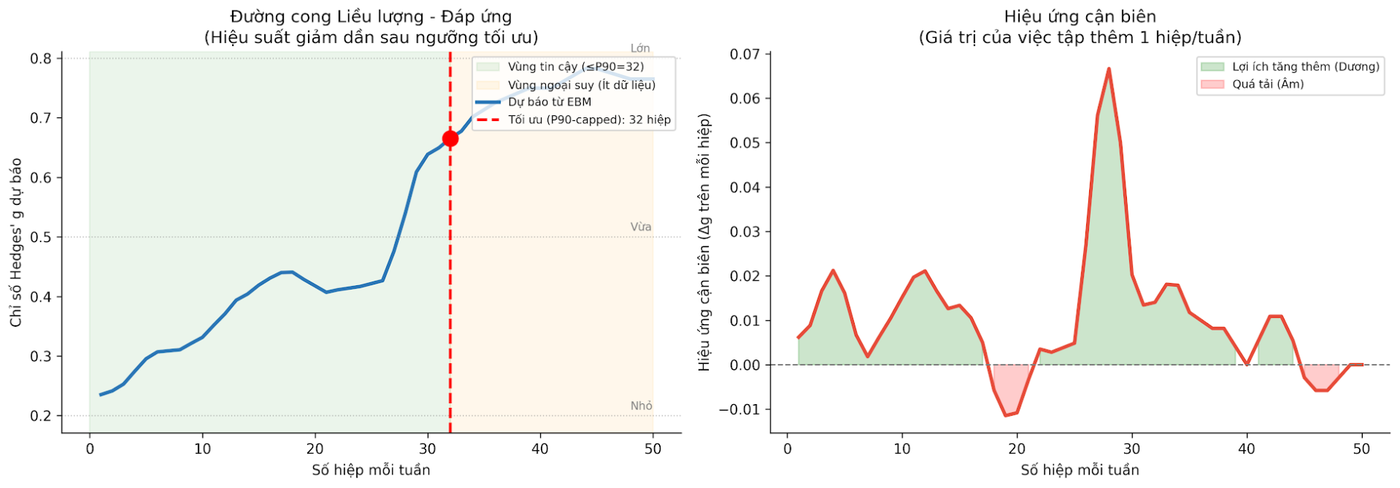 Đường cong Liều lượng - Đáp ứng
(Hiệu suất giảm dần sau ngưỡng tối ưu)
Lớn
Vùng tin cậy (≤P90=32)
Vùng ngoại suy (Ít dữ liệu)
Dự báo từ EBM
Tối ưu (P90-capped): 32 hiệp
Vừa
Nhỏ
Chỉ số Hedges' g dự báo
0.8
0.7
0.6
0.5
0.4
0.3
0.2
0 10 20 30 40 50
Số hiệp mỗi tuần
Hiệu ứng cận biên
(Giá trị của việc tập thêm 1 hiệp/tuần)
Lợi ích tăng thêm (Dương)
Quá tải (Âm)
Hiệu ứng cận biên (Δg trên mỗi hiệp)
0.07
0.06
0.05
0.04
0.03
0.02
0.01
0.00
−0.01
0 10 20 30 40 50
Số hiệp mỗi tuần